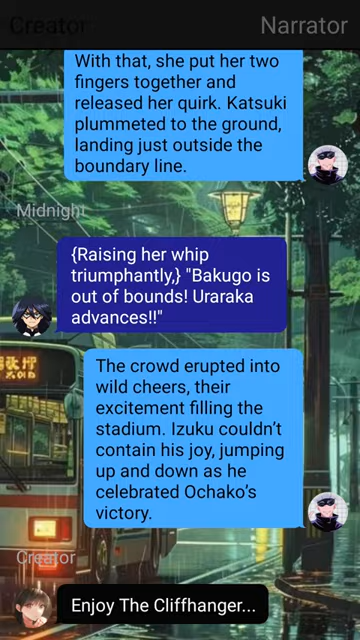 Creator
Narrator
With that, she put her two
fingers together and
released her quirk. Katsuki
plummeted to the ground,
landing just outside the
boundary line.
Midnight
{Raising her whip
triumphantly,} "Bakugo is
out of bounds! Uraraka
advances!!"
The crowd erupted into
wild cheers, their
excitement filling the
stadium. Izuku couldn't
contain his joy, jumping
up and down as he
celebrated Ochako's
victory.
Creator
Enjoy The Cliffhanger...